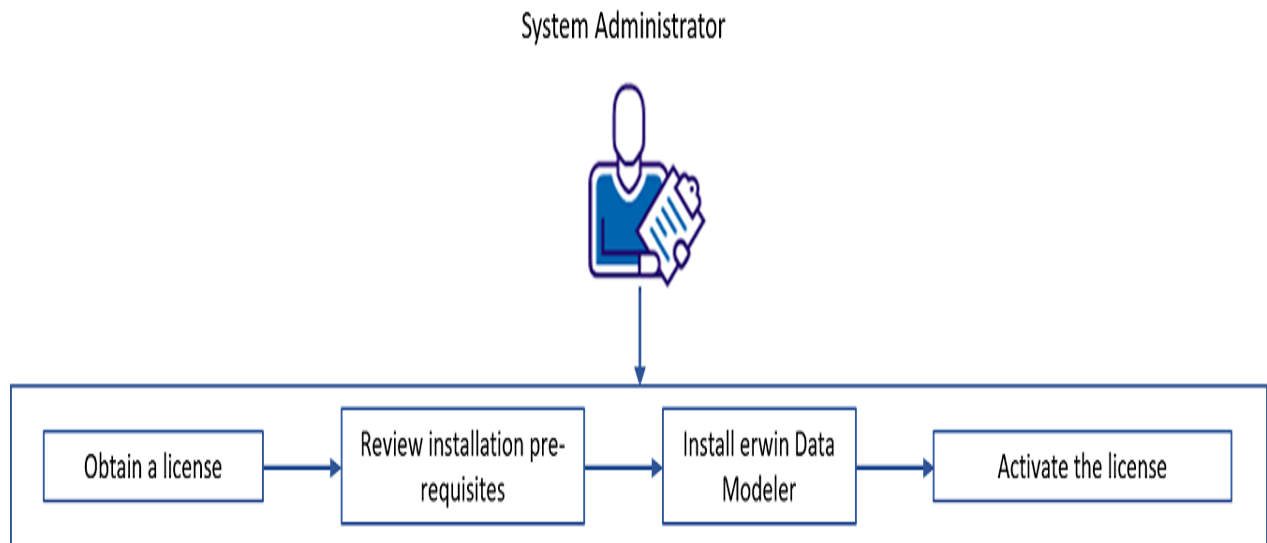 System Administrator
Obtain a license
Review installation pre-
requisites
Install erwin Data
Modeler
Activate the license